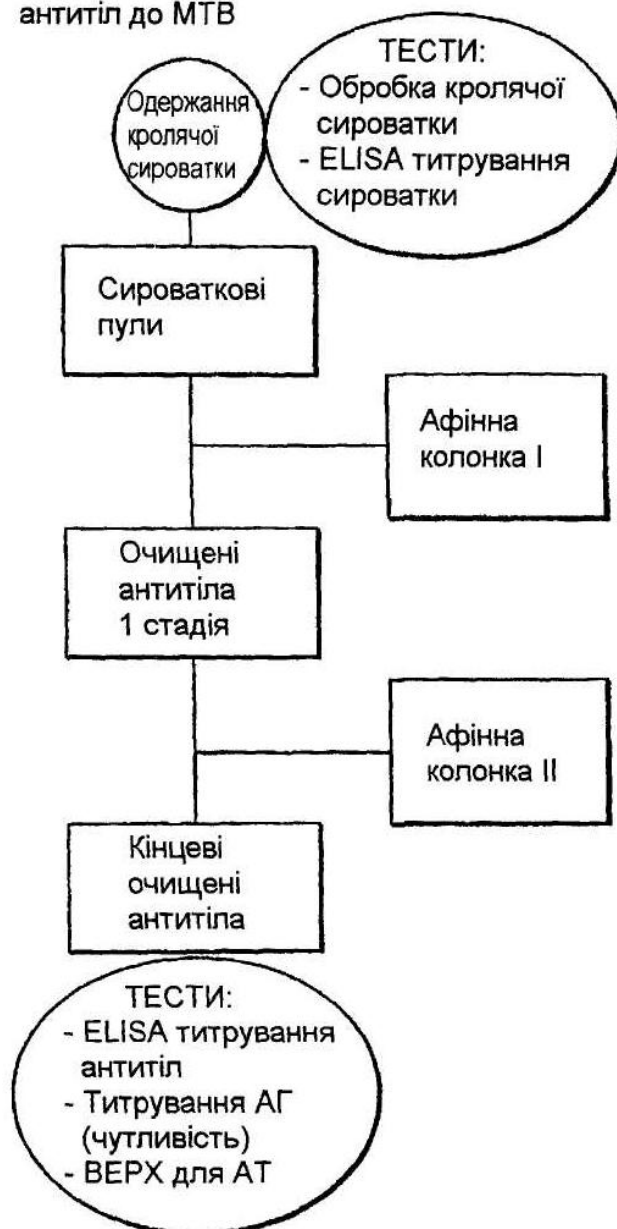 антитіл до МТВ
Одержання
кролячої
сироватки
ТЕСТИ:
- Обробка кролячої
сироватки
- ELISA титрування
сироватки
Сироваткові
пули
Афінна
колонка I
Очищені
антитіла
1 стадія
Афінна
колонка II
Кінцеві
очищені
антитіла
ТЕСТИ:
- ELISA титрування
антитіл
- Титрування АГ
(чутливість)
- ВЕРХ для АТ